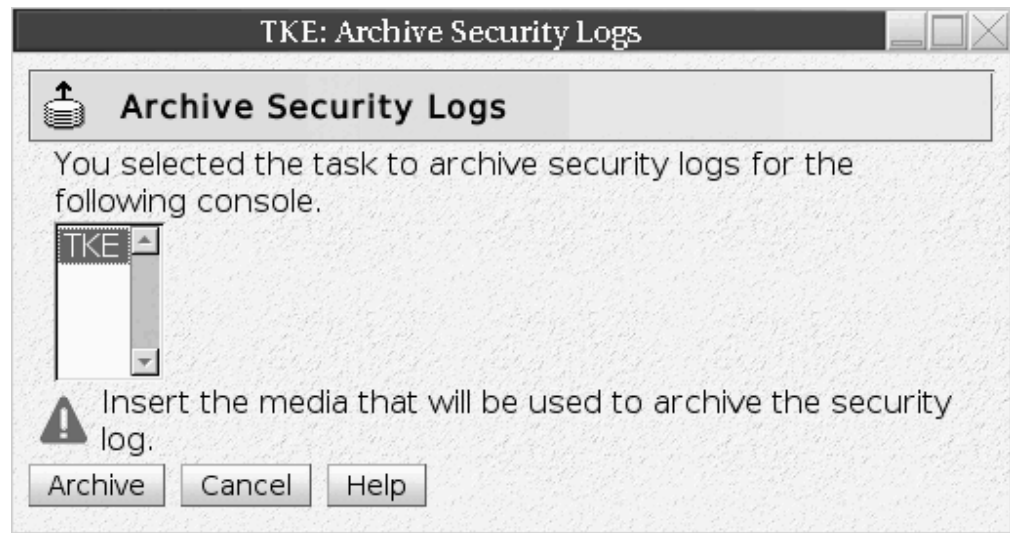 TKE: Archive Security Logs
Archive Security Logs
You selected the task to archive security logs for the
following console.
TKE
Insert the media that will be used to archive the security
log.
Archive Cancel Help